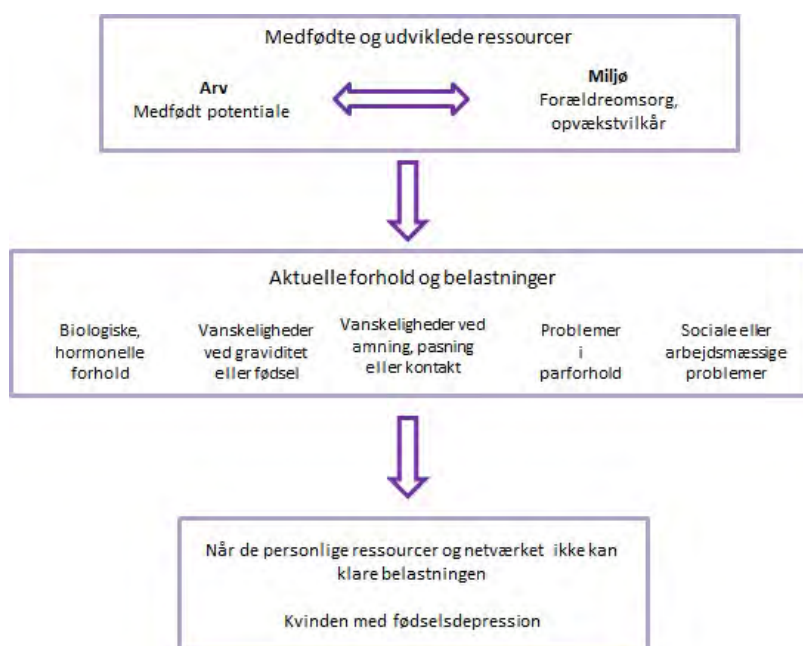 Medfødte og udviklede ressourcer
Arv
Medfødt potentiale
Miljø
Forældreomsorg,
opvækstvilkår
Aktuelle forhold og belastninger
Biologiske,
hormonelle
forhold
Vanskeligheder
ved graviditet
eller fødsel
Vanskeligheder ved
amning, pasning
eller kontakt
Problemer
i
parforhold
Sociale eller
arbejdsmæssige
problemer
Når de personlige ressourcer og netværket ikke kan
klare belastningen
Kvinden med fødselsdepression